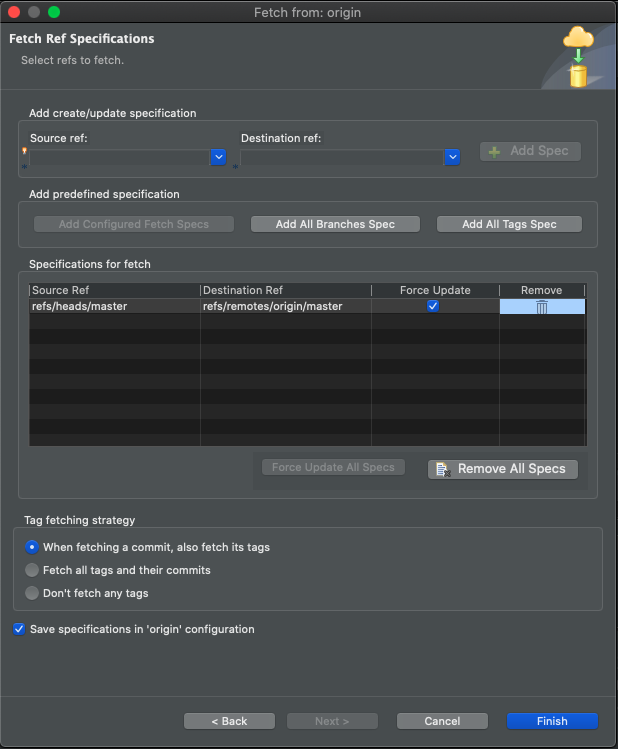 Fetch from: origin
Fetch Ref Specifications
Select refs to fetch.
Add create/update specification
Source ref: Destination ref:
Add Spec
Add predefined specification
Add Configured Fetch Specs Add All Branches Spec Add All Tags Spec
Specifications for fetch
Source Ref Destination Ref Force Update Remove
refs/heads/master refs/remotes/origin/master
Force Update All Specs Remove All Specs
Tag fetching strategy
When fetching a commit, also fetch its tags
Fetch all tags and their commits
Don't fetch any tags
Save specifications in 'origin' configuration
< Back Next > Cancel Finish